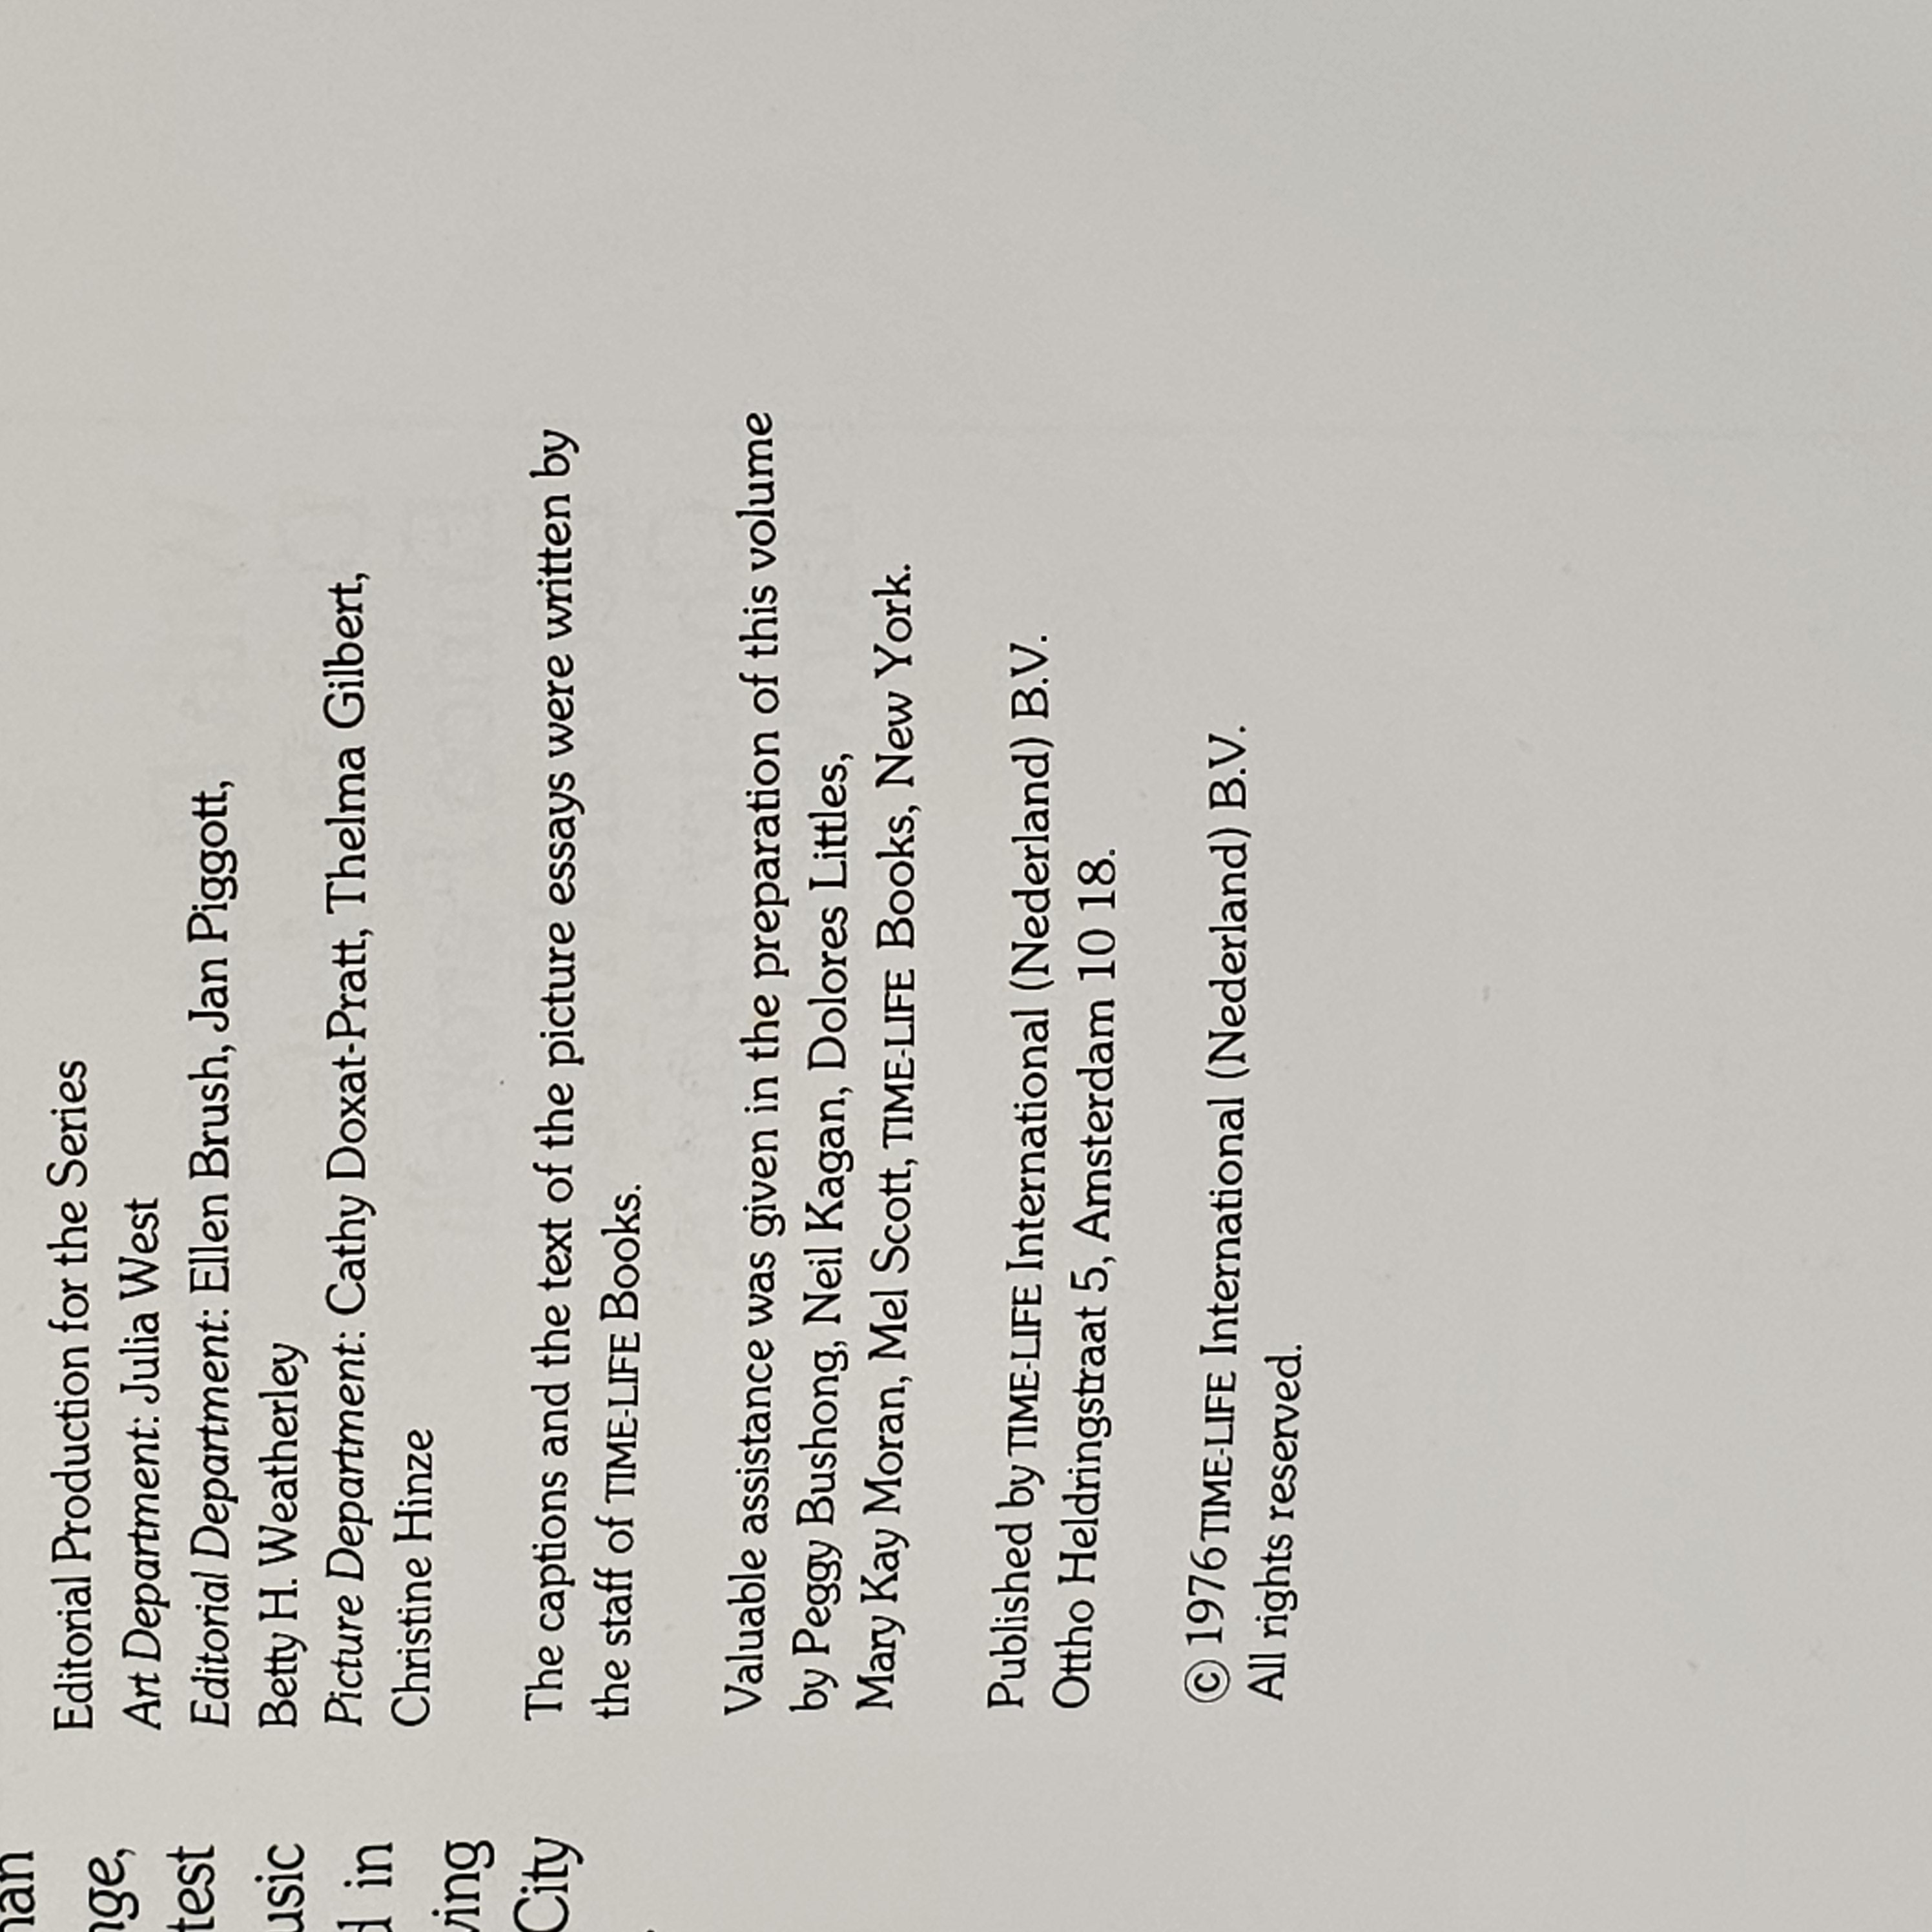 han
nge,
test
usic
d in
ving
City
Editorial Production for the Series
Art Department: Julia West
Editorial Department: Ellen Brush, Jan Piggott,
Betty H. Weatherley
Picture Department: Cathy Doxat-Pratt, Thelma Gilbert,
Christine Hinze
The captions and the text of the picture essays were written by
the staff of TIME-LIFE Books.
Valuable assistance was given in the preparation of this volume
by Peggy Bushong, Neil Kagan, Dolores Littles,
Mary Kay Moran, Mel Scott, TIME-LIFE Books, New York.
Published by TIME-LIFE International (Nederland) B.V.
Ottho Heldringstraat 5, Amsterdam 10 18.
© 1976 TIME-LIFE International (Nederland) B.V.
All rights reserved.